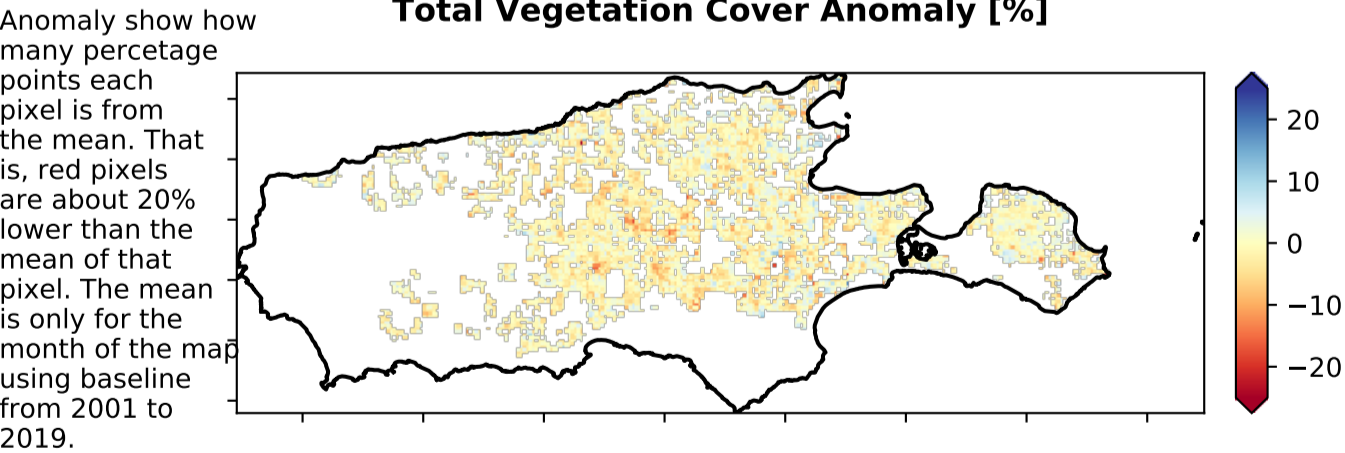 Total Vegetation Cover Anomaly [%]
Anomaly show how
many percetage
points each
pixel is from
the mean. That
is, red pixels
are about 20%
lower than the
mean of that
pixel. The mean
is only for the
month of the map
using baseline
from 2001 to
2019.
20
10
0
−10
−20